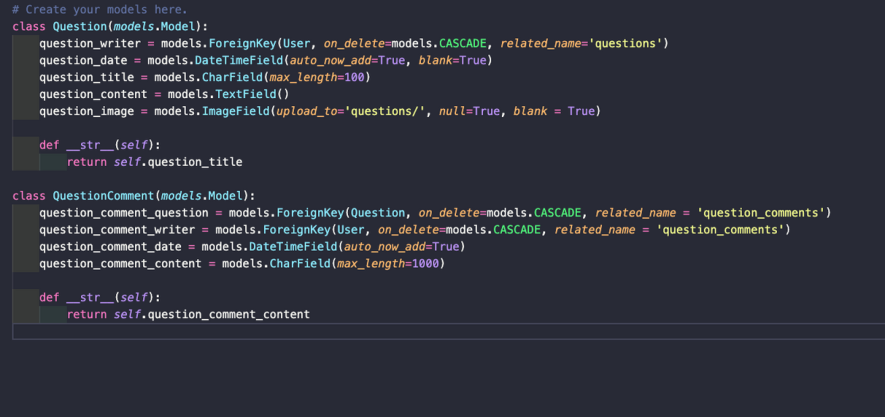 # Create your models here.
class Question(models.Model):
    question_writer = models.ForeignKey(User, on_delete=models.CASCADE, related_name='questions')
    question_date = models.DateTimeField(auto_now_add=True, blank=True)
    question_title = models.CharField(max_length=100)
    question_content = models.TextField()
    question_image = models.ImageField(upload_to='questions/', null=True, blank = True)

    def __str__(self):
        return self.question_title

class QuestionComment(models.Model):
    question_comment_question = models.ForeignKey(Question, on_delete=models.CASCADE, related_name = 'question_comments')
    question_comment_writer = models.ForeignKey(User, on_delete=models.CASCADE, related_name = 'question_comments')
    question_comment_date = models.DateTimeField(auto_now_add=True)
    question_comment_content = models.CharField(max_length=1000)

    def __str__(self):
        return self.question_comment_content